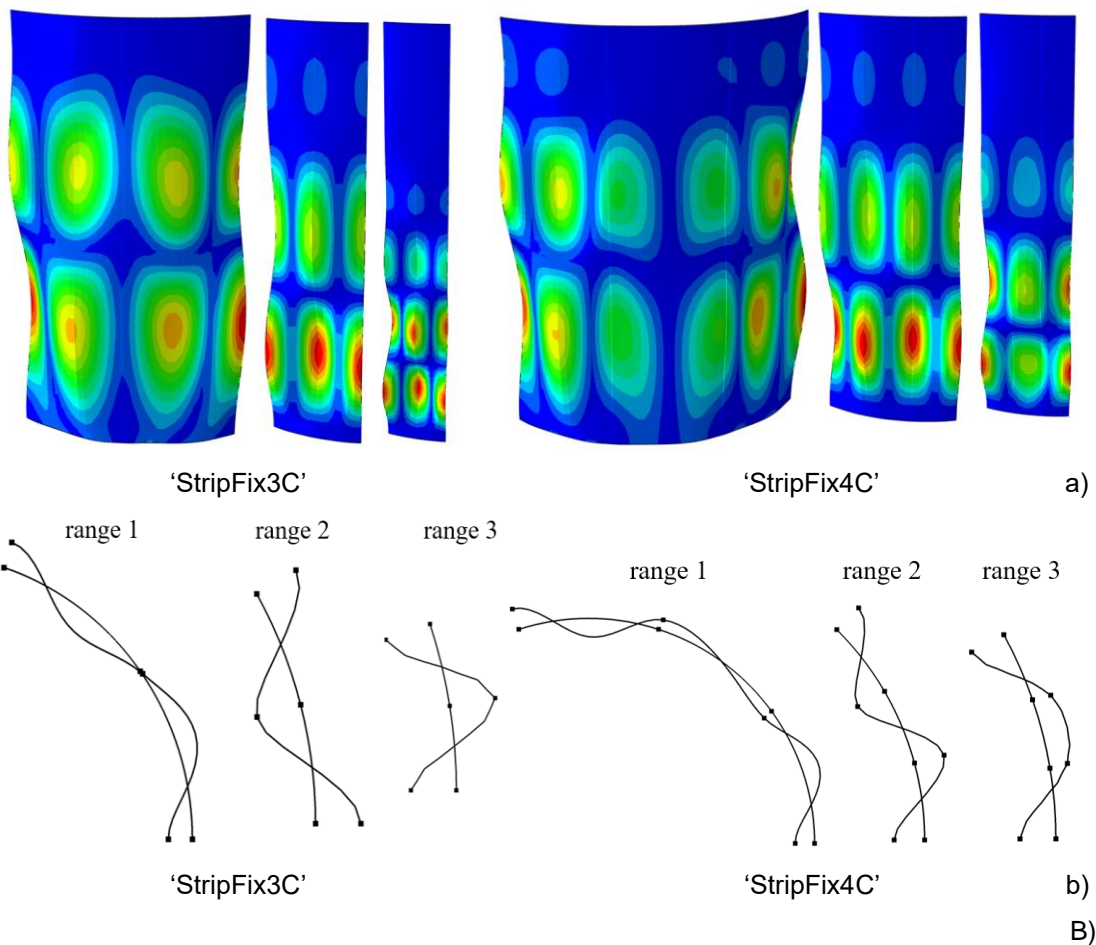 ‘StripFix3C’ ‘StripFix4C’ a)
range 1 range 2 range 3 range 1 range 2 range 3
‘StripFix3C’ ‘StripFix4C’ b)
B)